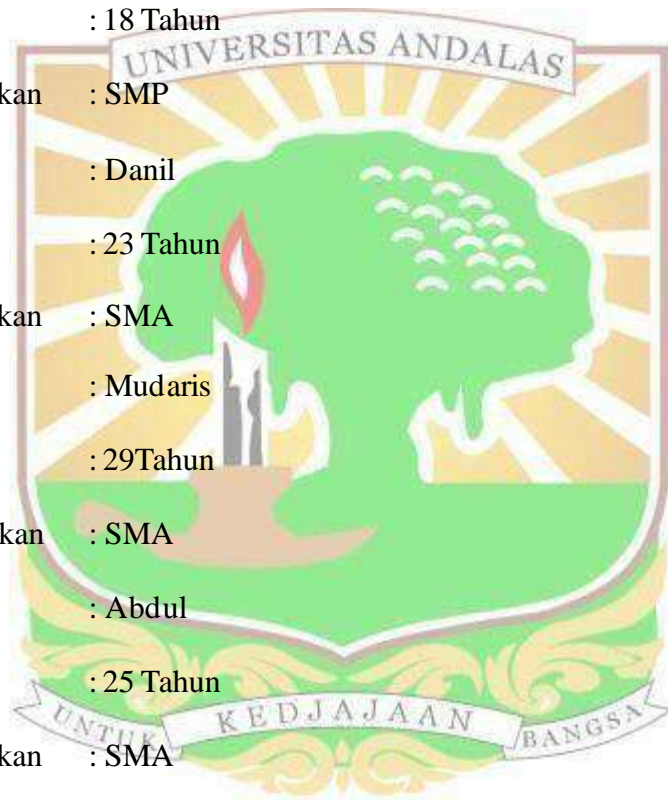 : 18 Tahun
UNIVERSITAS ANDALAS
kan : SMP
: Danil
: 23 Tahun
kan : SMA
: Mudaris
: 29Tahun
kan : SMA
: Abdul
: 25 Tahun
UNTUK KEDJAJAAN BANGSA
kan : SMA